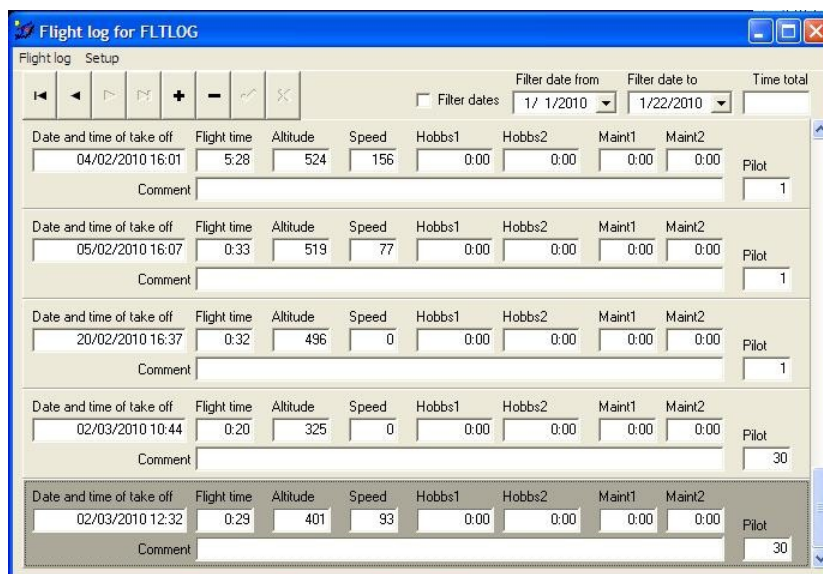 Flight log for FLTLOG
Flight log Setup
Filter date from Filter date to Time total
Filter dates 1/ 1/2010 1/22/2010
Date and time of take off Flight time Altitude Speed Hobbs1 Hobbs2 Maint1 Maint2
04/02/2010 16:01 5:28 524 156 0:00 0:00 0:00 0:00 Pilot
Comment 1
Date and time of take off Flight time Altitude Speed Hobbs1 Hobbs2 Maint1 Maint2
05/02/2010 16:07 0:33 519 77 0:00 0:00 0:00 0:00 Pilot
Comment 1
Date and time of take off Flight time Altitude Speed Hobbs1 Hobbs2 Maint1 Maint2
20/02/2010 16:37 0:32 496 0 0:00 0:00 0:00 0:00 Pilot
Comment 1
Date and time of take off Flight time Altitude Speed Hobbs1 Hobbs2 Maint1 Maint2
02/03/2010 10:44 0:20 325 0 0:00 0:00 0:00 0:00 Pilot
Comment 30
Date and time of take off Flight time Altitude Speed Hobbs1 Hobbs2 Maint1 Maint2
02/03/2010 12:32 0:29 401 93 0:00 0:00 0:00 0:00 Pilot
Comment 30